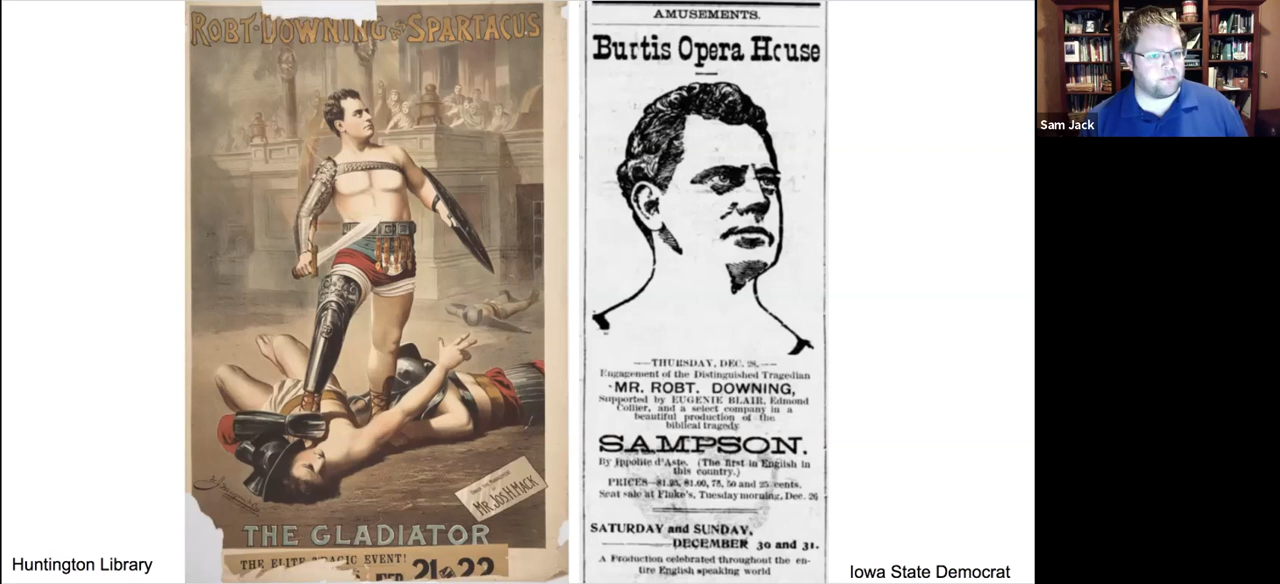 ROBT. DOWNING AS SPARTACUS
MR. JOS. H. MACK
THE GLADIATOR
THE ELITE TRAGIC EVENT!
21 22
Huntington Library
AMUSEMENTS.
Burtis Opera House
THURSDAY, DEC. 28.
Engagement of the Distinguished Tragedian
MR. ROBT. DOWNING,
Supported by EUGENIE BLAIR, Edmond
Collier, and a select company in a
beautiful production of the
biblical tragedy
SAMPSON.
By Ippolite d'Aste. (The first in English in
this country.)
PRICES—$1.25, $1.00, 75, 50 and 25 cents.
Seat sale at Fluke's, Tuesday morning, Dec. 26
SATURDAY and SUNDAY,
DECEMBER 30 and 31.
A Production celebrated throughout the en-
tire English speaking world
Iowa State Democrat
Sam Jack